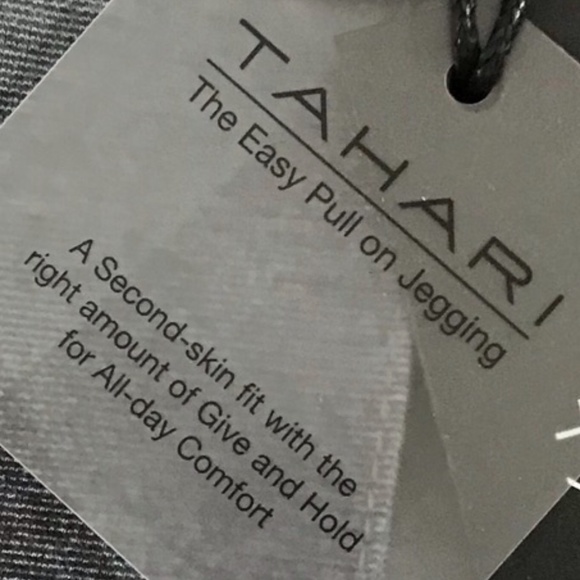 TAHARI
The Easy Pull on Jegging
A Second-skin fit with the
right amount of Give and Hold
for All-day Comfort